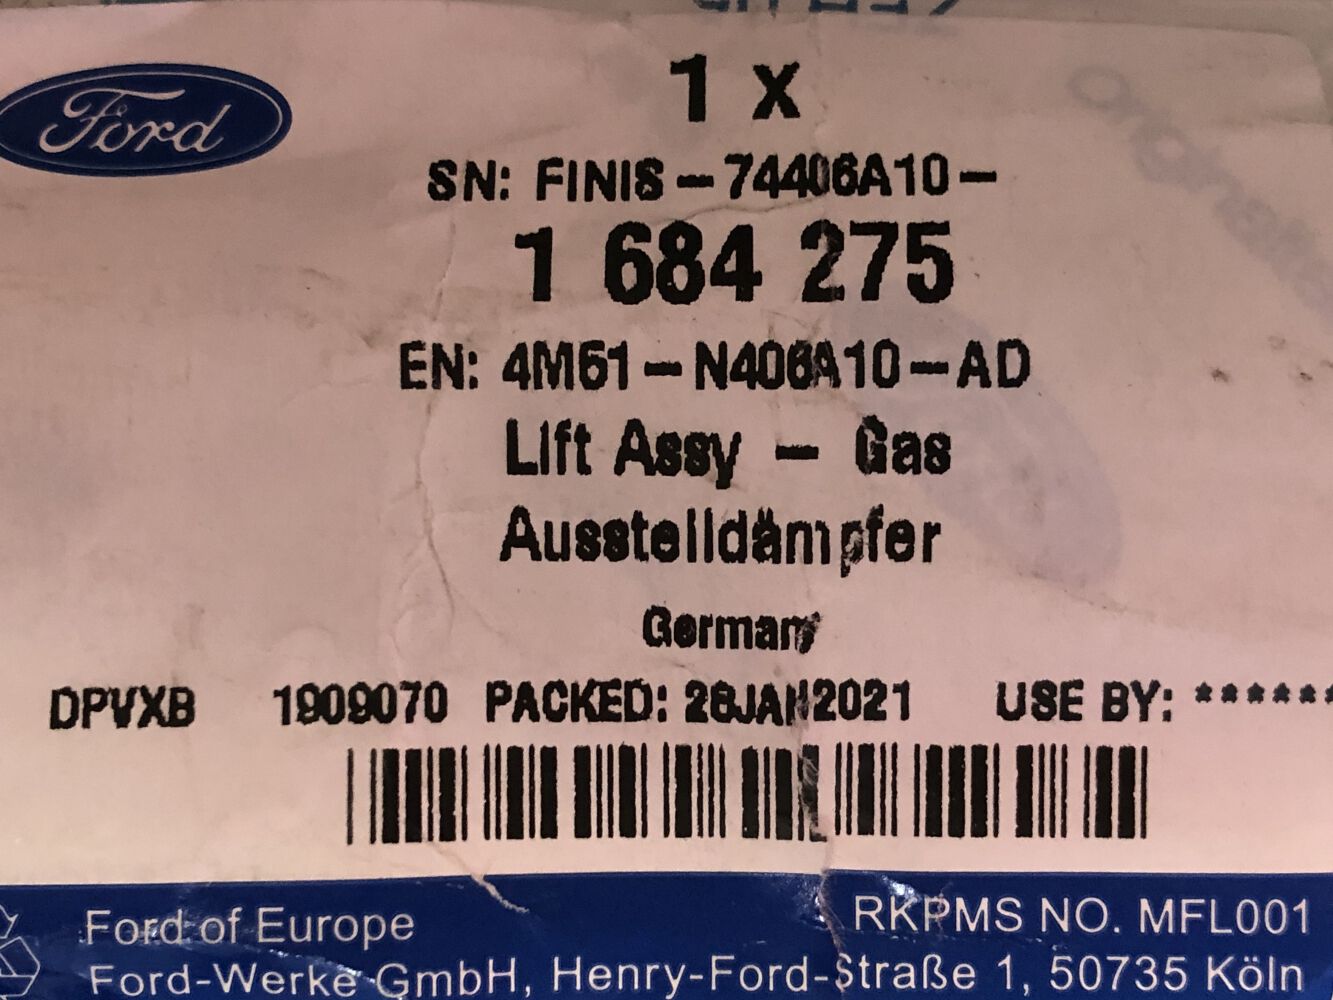 Ford
1 x
SN: FINIS-74406A10-
1 684 275
EN: 4M51-N406A10-AD
Lift Assy - Gas
Ausstelldämpfer
Germany
DPVXB 1909070 PACKED: 28JAN2021 USE BY: ******
Ford of Europe RKPMS NO. MFL001
Ford-Werke GmbH, Henry-Ford-Straße 1, 50735 Köln